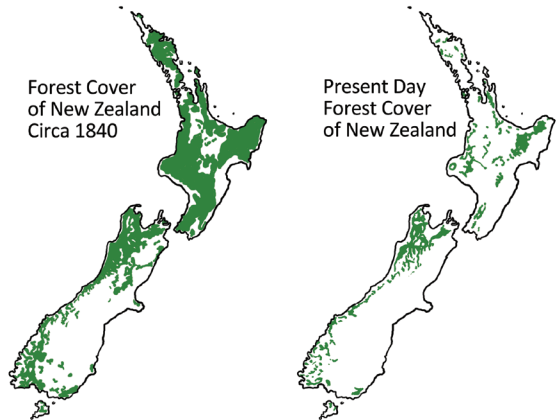 Forest Cover
of New Zealand
Circa 1840
Present Day
Forest Cover
of New Zealand